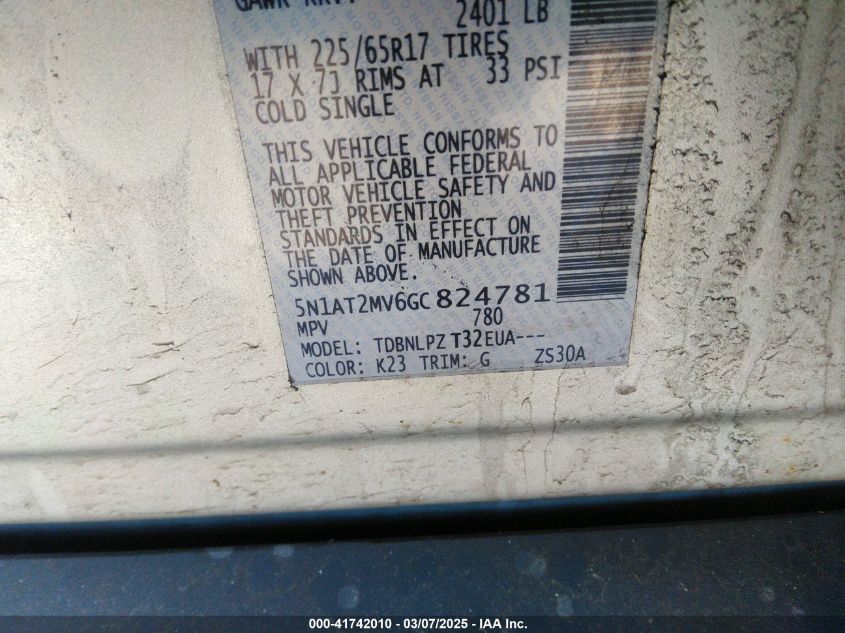 2401 LB
WITH 225/65R17 TIRES
17 X 7J RIMS AT 33 PSI
COLD SINGLE
THIS VEHICLE CONFORMS TO
ALL APPLICABLE FEDERAL
MOTOR VEHICLE SAFETY AND
THEFT PREVENTION
STANDARDS IN EFFECT ON
THE DATE OF MANUFACTURE
SHOWN ABOVE.
5N1AT2MV6GC824781
MPV 780
MODEL: TDBNLPZ T32EUA---
COLOR: K23 TRIM: G ZS30A
000-41742010 — 03/07/2025 — IAA Inc.